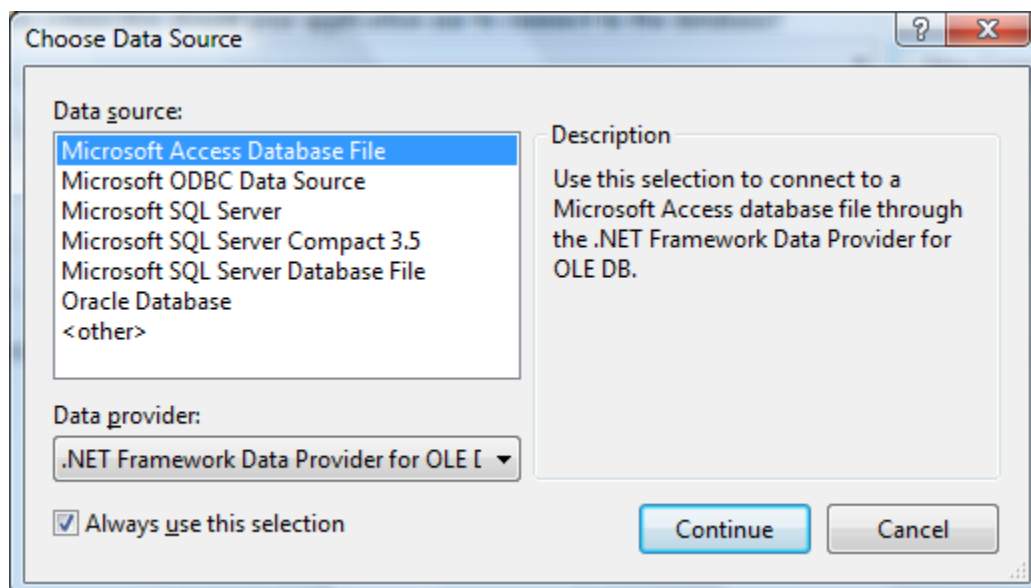 Choose Data Source
?
X
Data source:
Microsoft Access Database File
Microsoft ODBC Data Source
Microsoft SQL Server
Microsoft SQL Server Compact 3.5
Microsoft SQL Server Database File
Oracle Database
<other>
Description
Use this selection to connect to a
Microsoft Access database file through
the .NET Framework Data Provider for
OLE DB.
Data provider:
.NET Framework Data Provider for OLE
Always use this selection
Continue
Cancel